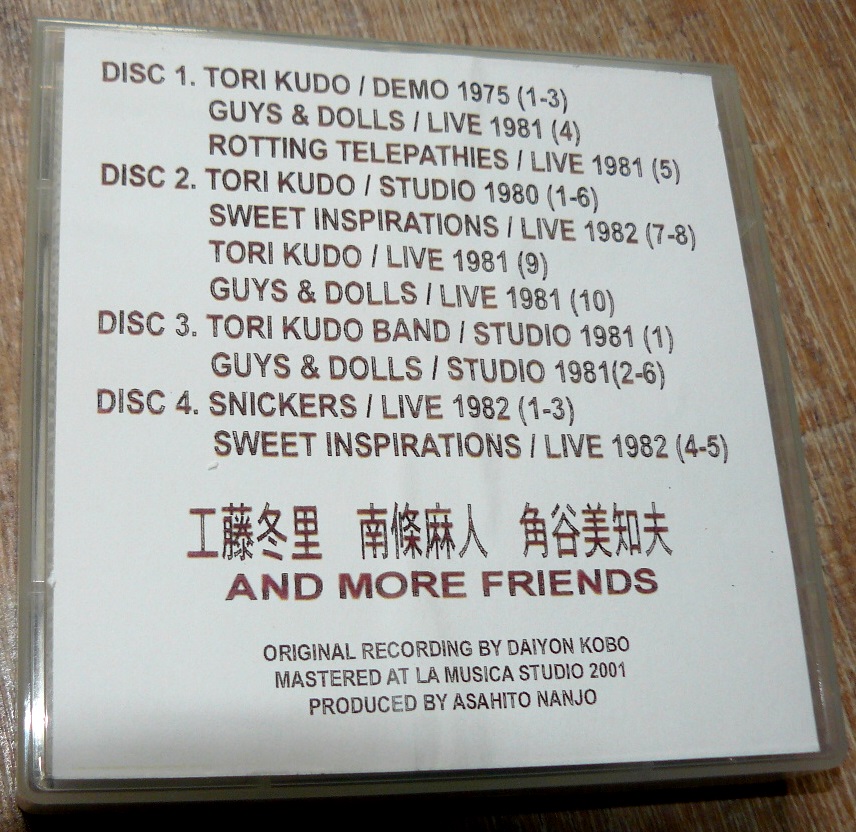 DISC 1. TORI KUDO / DEMO 1975 (1-3)
GUYS & DOLLS / LIVE 1981 (4)
ROTTING TELEPATHIES / LIVE 1981 (5)
DISC 2. TORI KUDO / STUDIO 1980 (1-6)
SWEET INSPIRATIONS / LIVE 1982 (7-8)
TORI KUDO / LIVE 1981 (9)
GUYS & DOLLS / LIVE 1981 (10)
DISC 3. TORI KUDO BAND / STUDIO 1981 (1)
GUYS & DOLLS / STUDIO 1981(2-6)
DISC 4. SNICKERS / LIVE 1982 (1-3)
SWEET INSPIRATIONS / LIVE 1982 (4-5)
工藤冬里 南條麻人 角谷美知夫
AND MORE FRIENDS
ORIGINAL RECORDING BY DAIYON KOBO
MASTERED AT LA MUSICA STUDIO 2001
PRODUCED BY ASAHITO NANJO